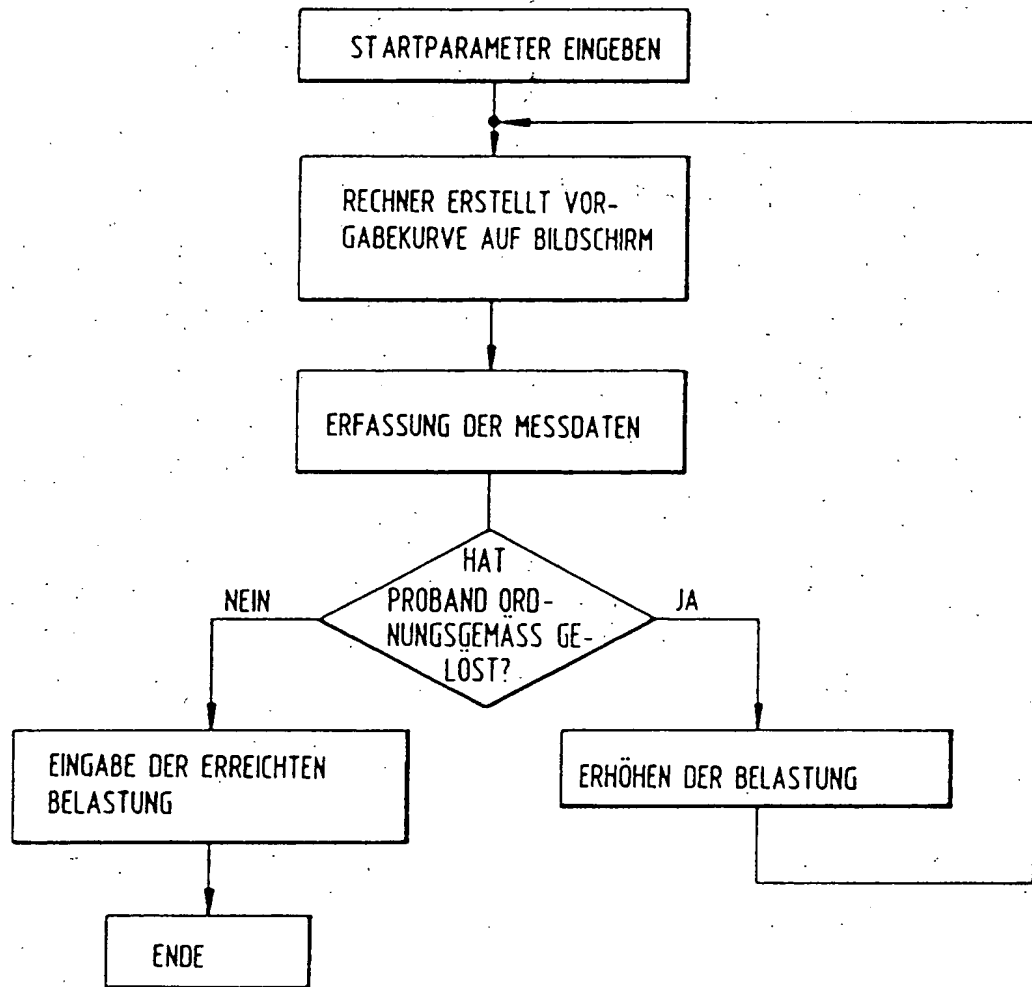 STARTPARAMETER EINGEBEN
RECHNER ERSTELLT VOR-
GABEKURVE AUF BILDSCHIRM
ERFASSUNG DER MESSDATEN
HAT
PROBAND ORD-
NUNGSGEMÄSS GE-
LÖST?
NEIN
JA
EINGABE DER ERREICHTEN
BELASTUNG
ERHÖHEN DER BELASTUNG
ENDE